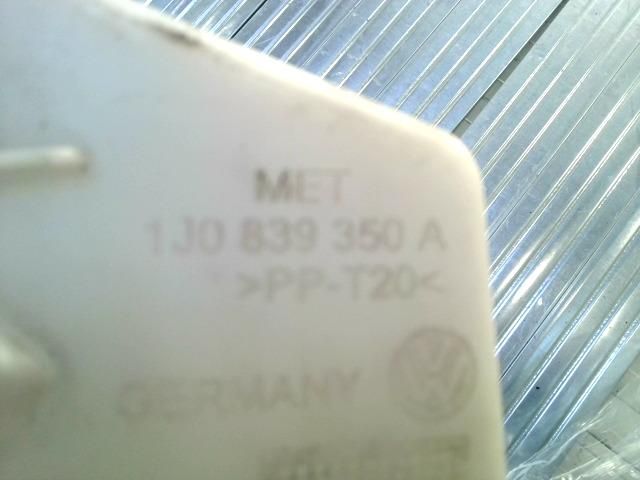 MET
1J0 839 350 A
>PP-T20<
GERMANY